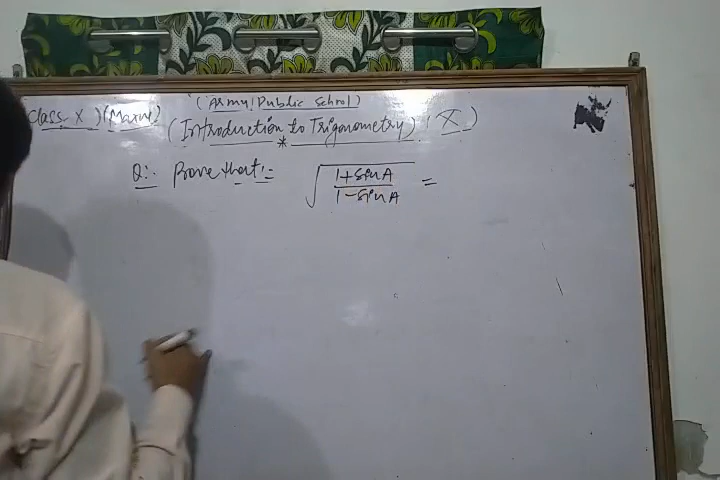 (Army Public School)
Class X) (Maths)
(Introduction to Trigonometry) (X)
Q:- Prove that:- √((1+sinA)/(1-sinA)) =